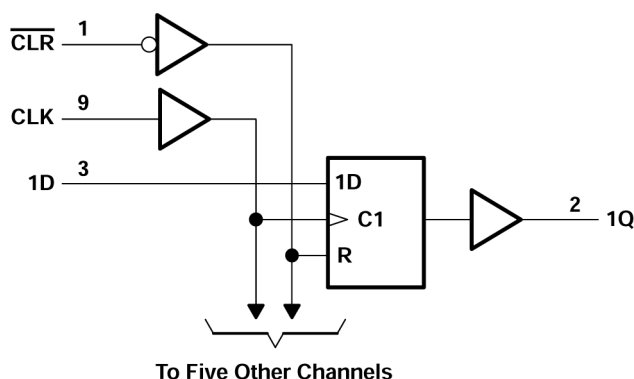 CLR 1
CLK 9
1D 3
1D
C1
R
2 1Q
To Five Other Channels